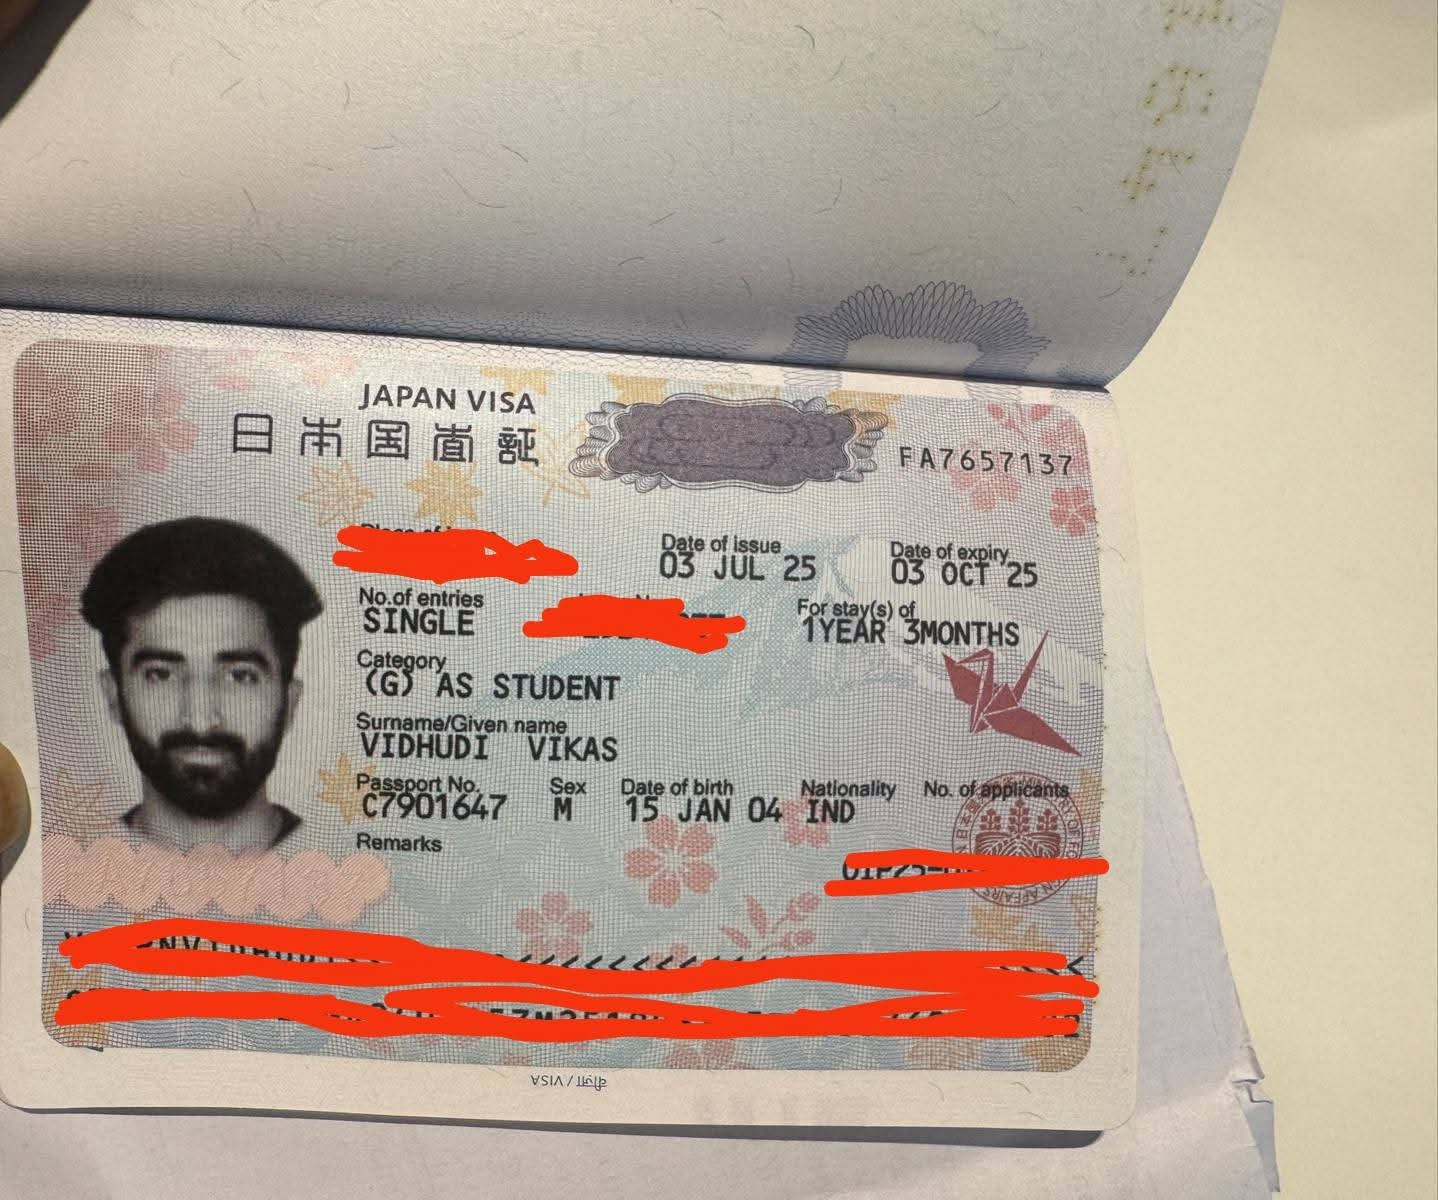 JAPAN VISA
日本国査証
FA7657137
Date of issue Date of expiry
03 JUL 25 03 OCT 25
No.of entries For stay(s) of
SINGLE 1YEAR 3MONTHS
Category
(G) AS STUDENT
Surname/Given name
VIDHUDI VIKAS
Passport No. Sex Date of birth Nationality No. of applicants
C7901647 M 15 JAN 04 IND
Remarks
वीज़ा / VISA